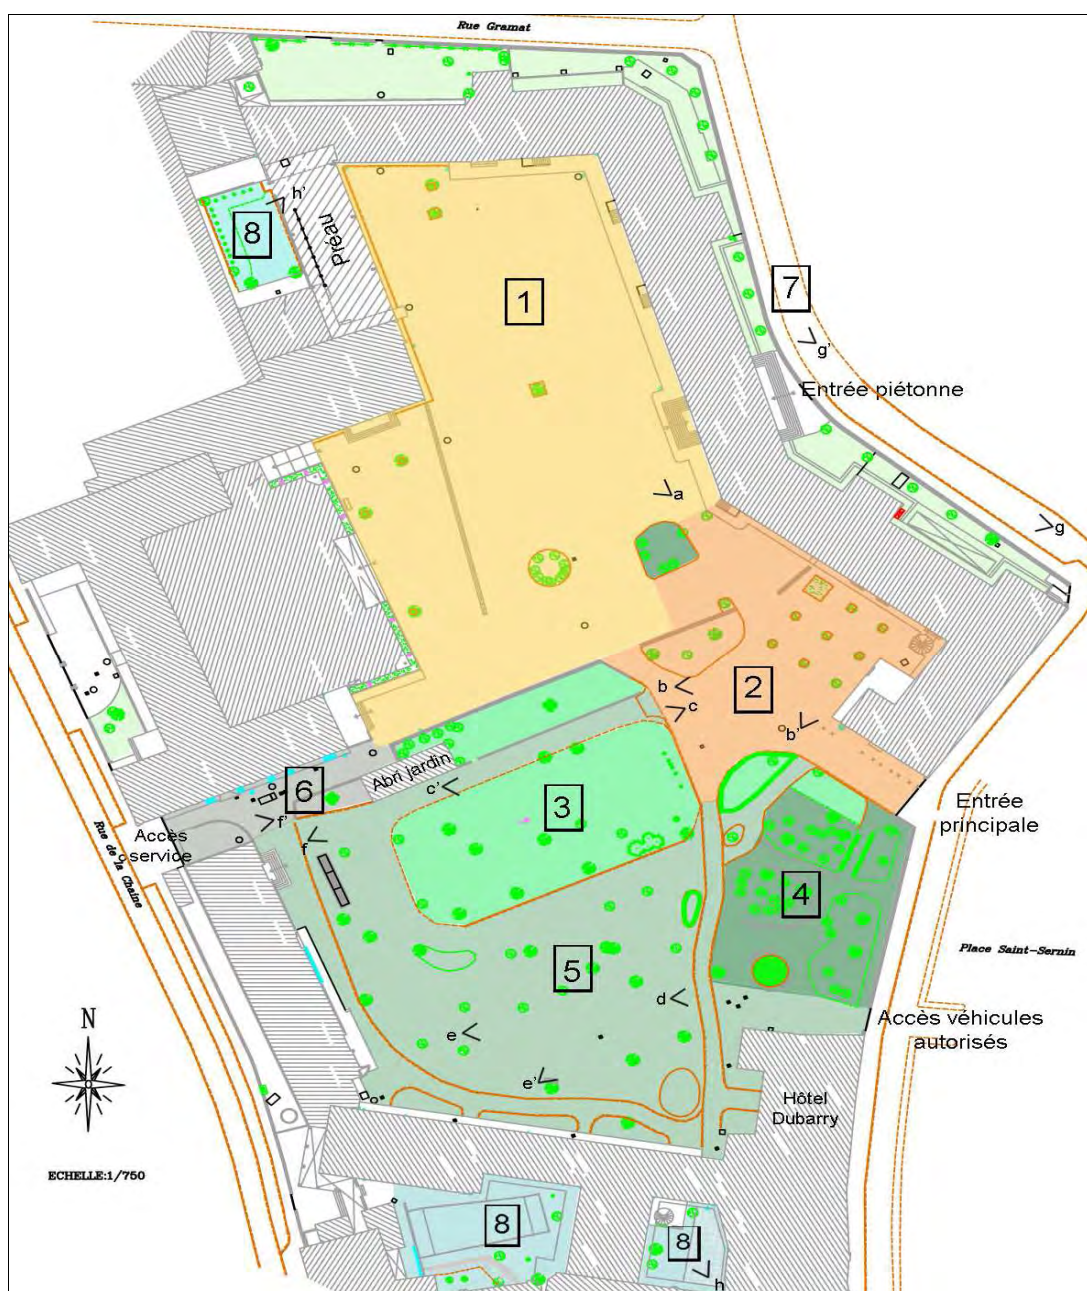 Rue Gramat
8
h'
Préau
1
7
g'
Entrée piétonne
a
g
2
b
c
b'
Abri jardin
c'
6
3
Entrée
principale
Accès
service
f'
f
Rue de la Chaîne
4
Place Saint-Sernin
5
d
Accès véhicules
autorisés
e
N
e'
Hôtel
Dubarry
ECHELLE:1/750
8
8
h